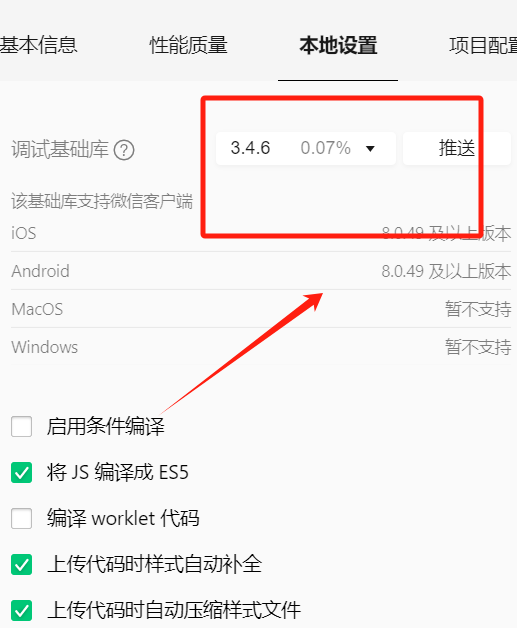 基本信息 性能质量 本地设置 项目配置
调试基础库 ? 3.4.6 0.07% 推送
该基础库支持微信客户端
iOS 8.0.49 及以上版本
Android 8.0.49 及以上版本
MacOS 暂不支持
Windows 暂不支持
启用条件编译
将 JS 编译成 ES5
编译 worklet 代码
上传代码时样式自动补全
上传代码时自动压缩样式文件